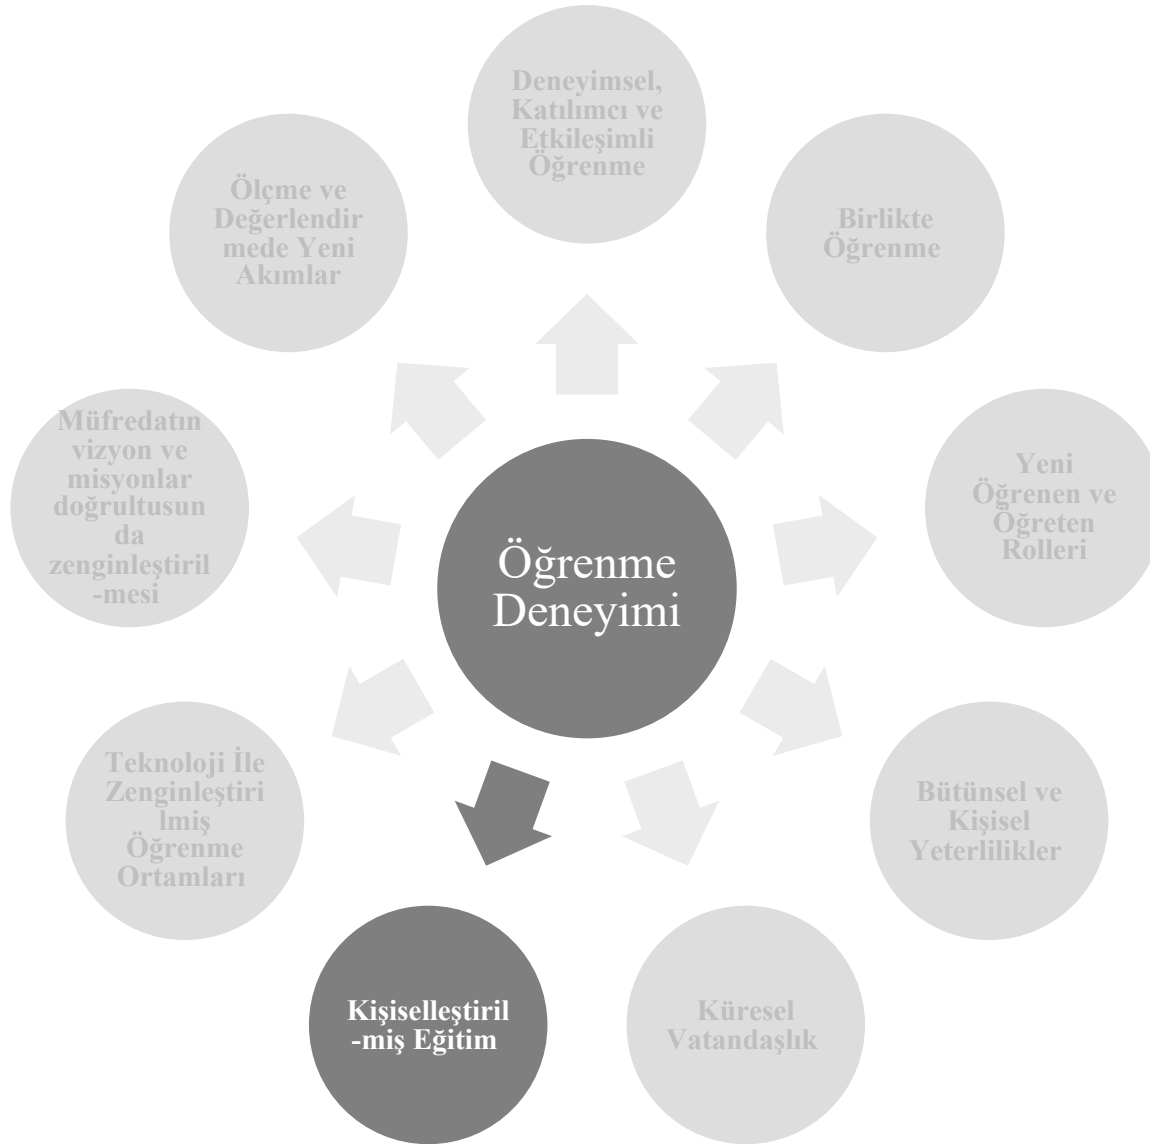 Deneyimsel,
Katılımcı ve
Etkileşimli
Öğrenme
Birlikte
Öğrenme
Yeni
Öğrenen ve
Öğreten
Rolleri
Bütünsel ve
Kişisel
Yeterlilikler
Küresel
Vatandaşlık
Kişiselleştiril
-miş Eğitim
Teknoloji İle
Zenginleştiri
lmiş
Öğrenme
Ortamları
Müfredatın
vizyon ve
misyonlar
doğrultusun
da
zenginleştiril
-mesi
Ölçme ve
Değerlendir
mede Yeni
Akımlar
Öğrenme
Deneyimi